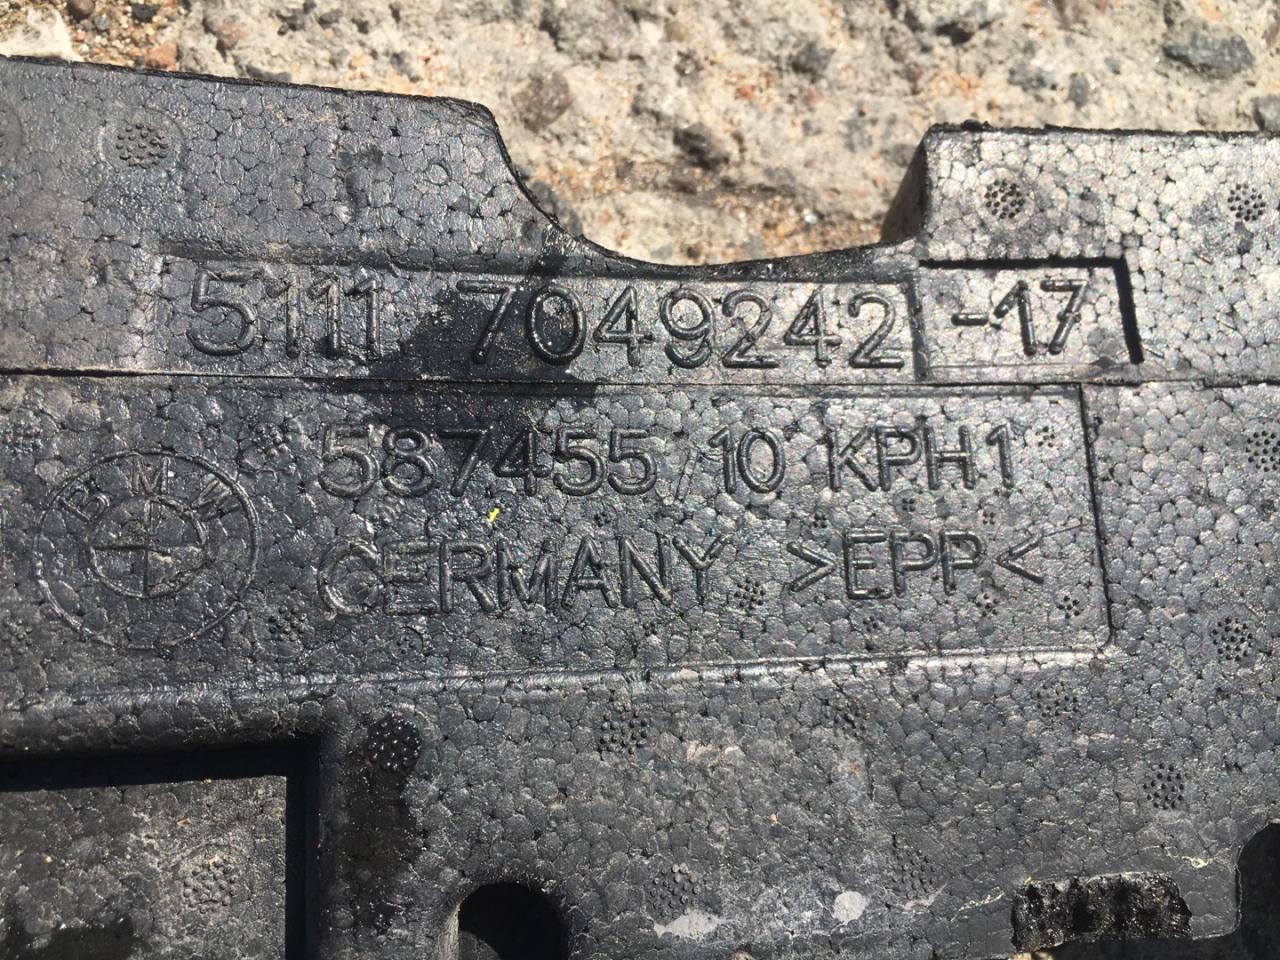 5111 7049242 -17
587455/10 KPH1
BMW
GERMANY >EPP<